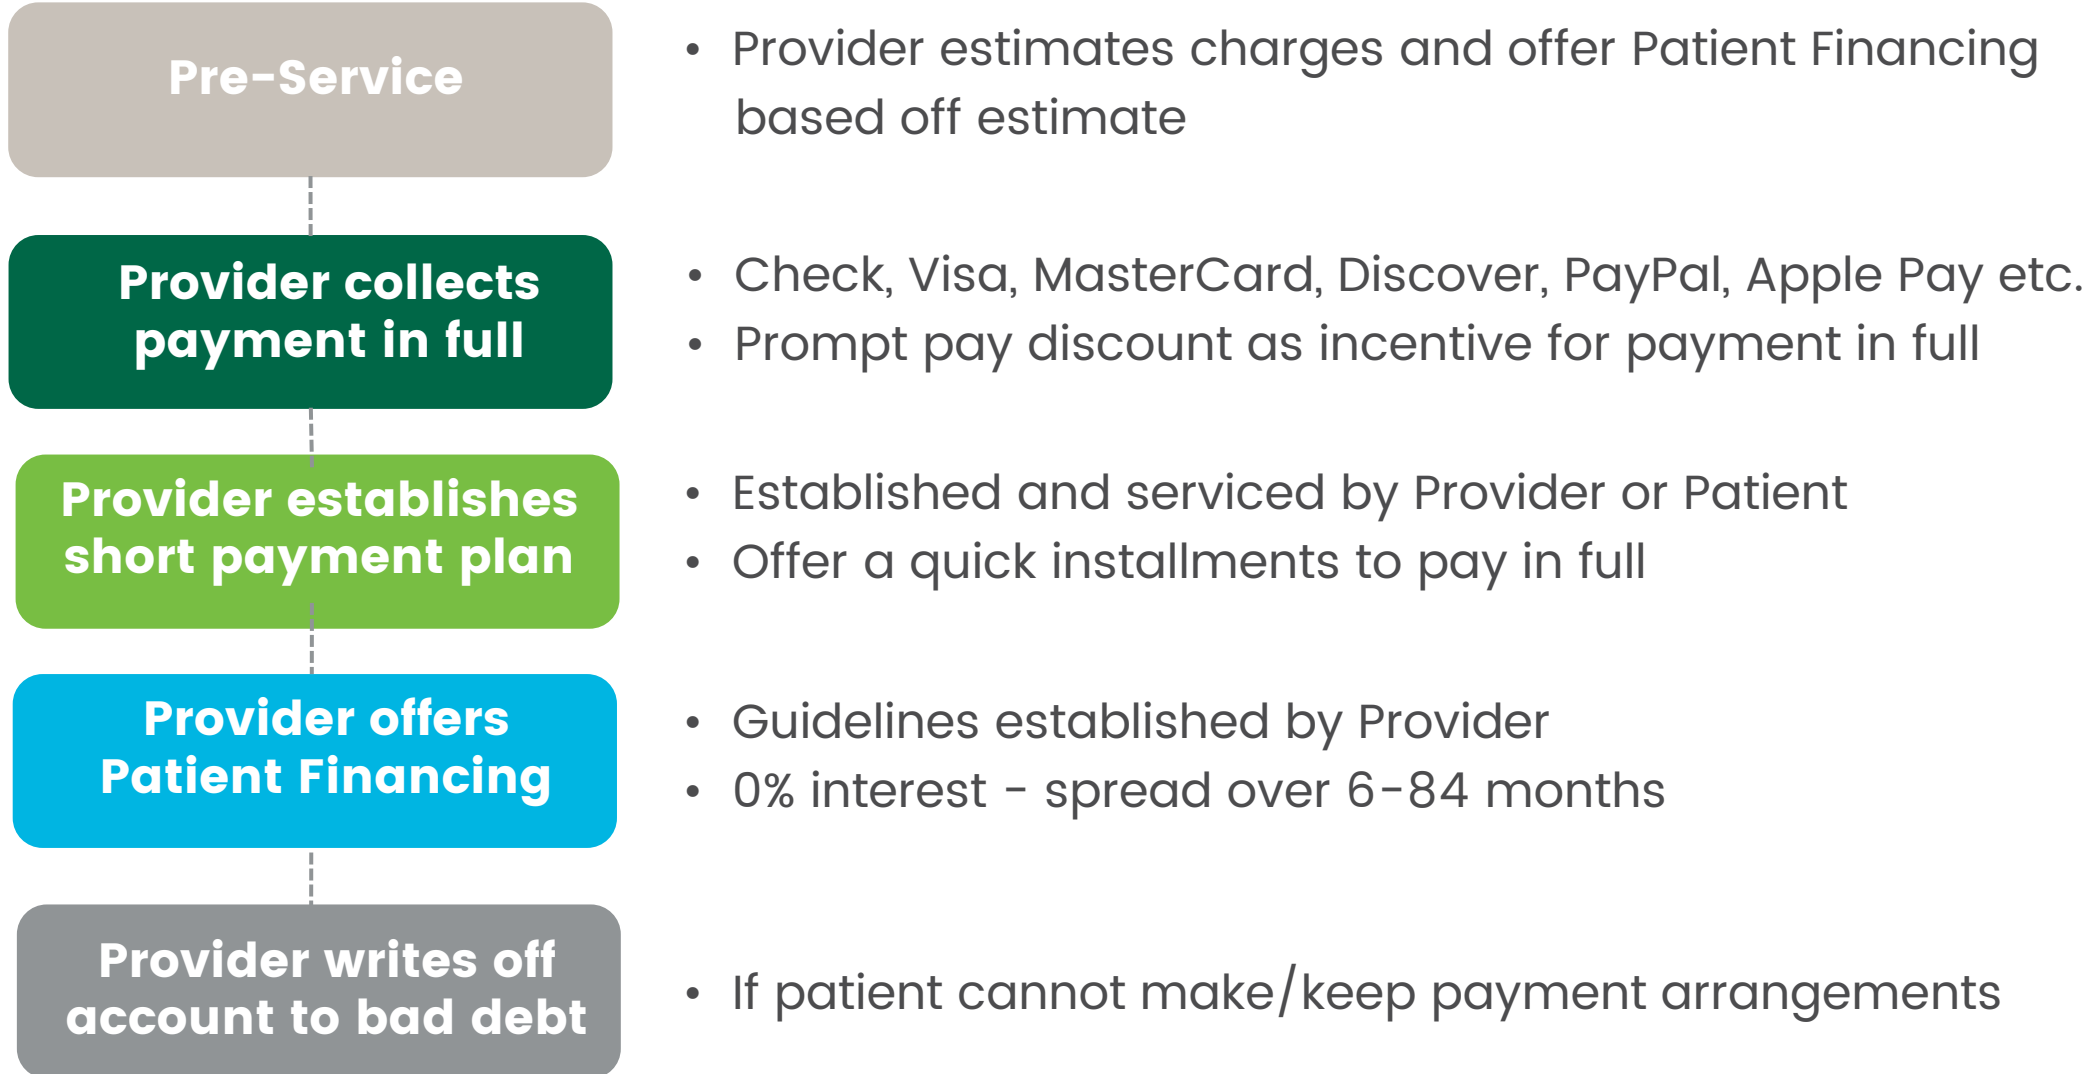 Pre-Service
• Provider estimates charges and offer Patient Financing
based off estimate
Provider collects
payment in full
• Check, Visa, MasterCard, Discover, PayPal, Apple Pay etc.
• Prompt pay discount as incentive for payment in full
Provider establishes
short payment plan
• Established and serviced by Provider or Patient
• Offer a quick installments to pay in full
Provider offers
Patient Financing
• Guidelines established by Provider
• 0% interest - spread over 6-84 months
Provider writes off
account to bad debt
• If patient cannot make/keep payment arrangements